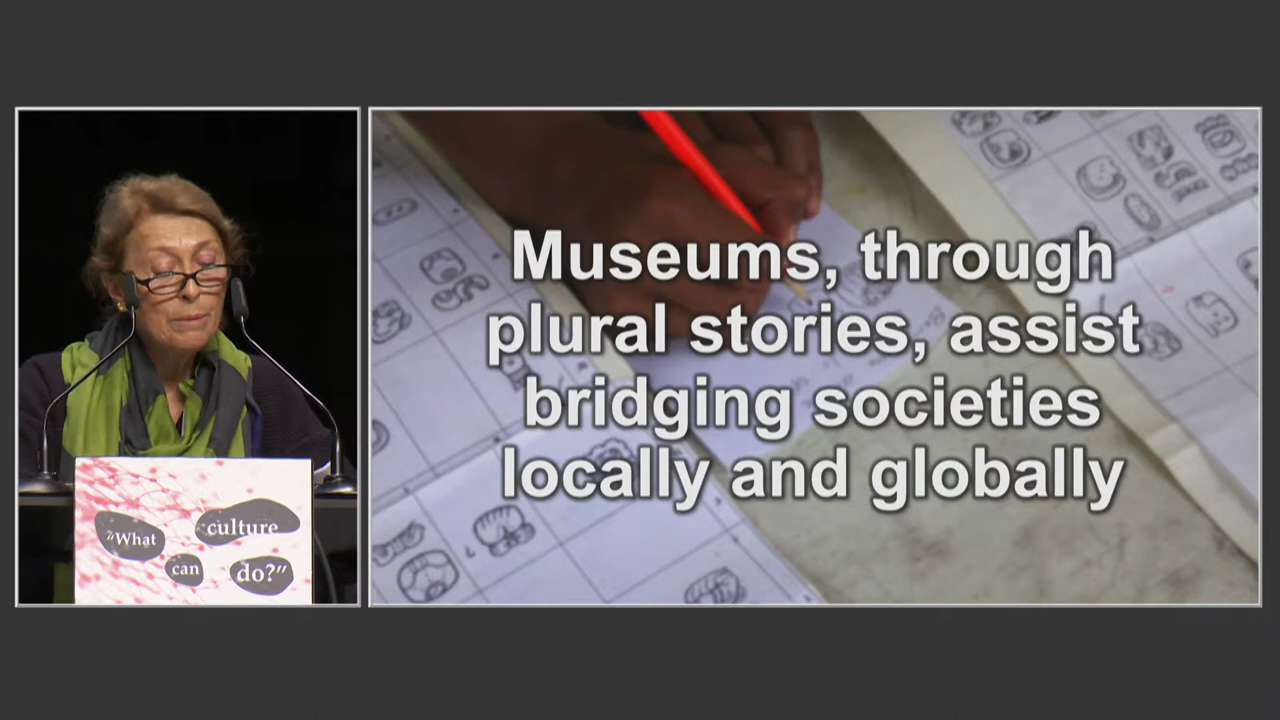 Museums, through
plural stories, assist
bridging societies
locally and globally
"What
culture
can
do?"